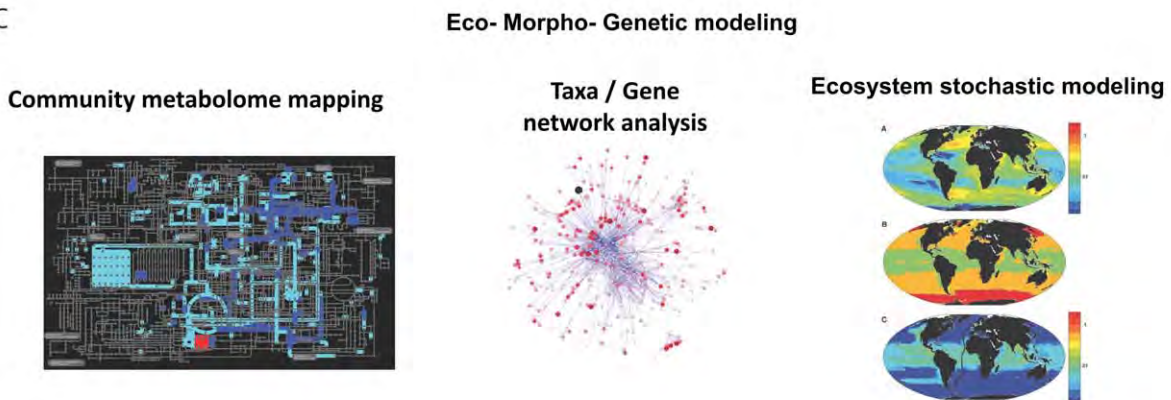 C
Eco- Morpho- Genetic modeling
Community metabolome mapping
Taxa / Gene
network analysis
Ecosystem stochastic modeling
A
B
C